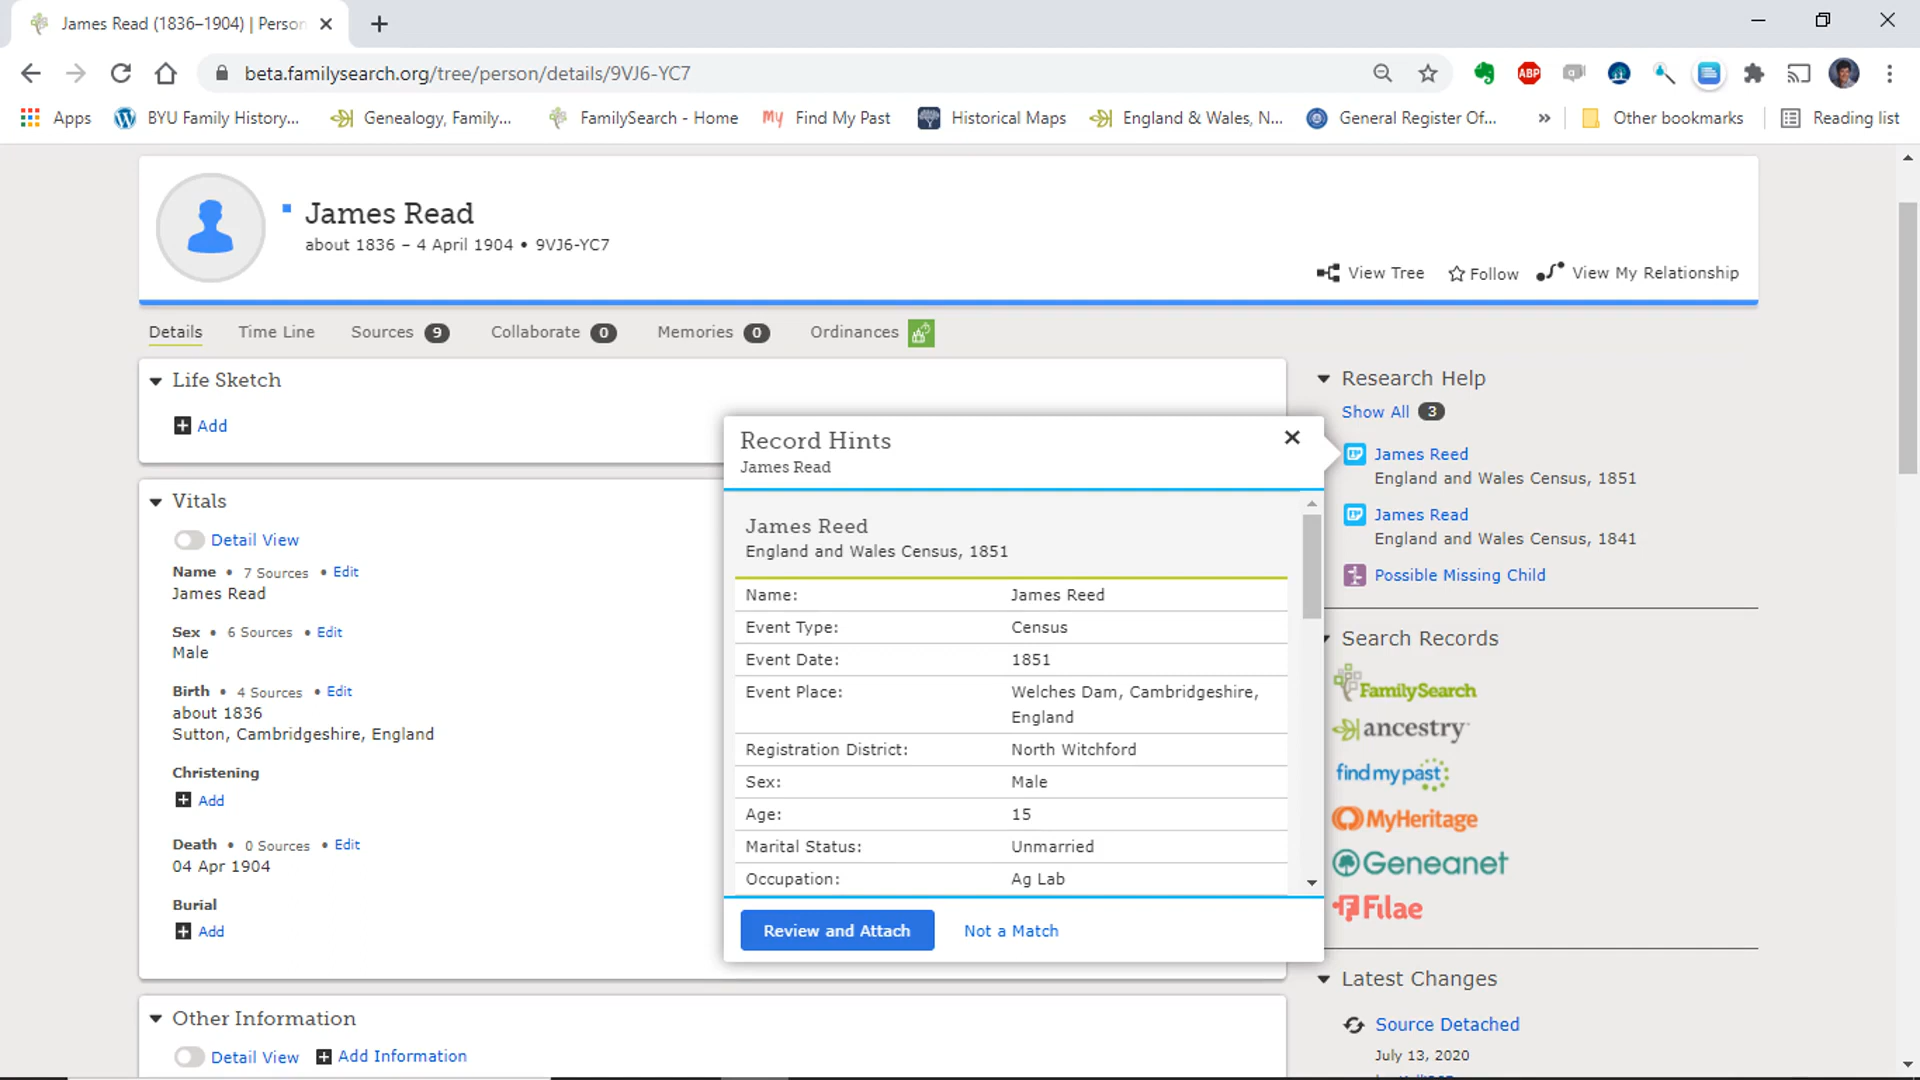 James Read (1836–1904) | Person
beta.familysearch.org/tree/person/details/9VJ6-YC7
ABP
Apps
BYU Family History...
Genealogy, Family...
FamilySearch - Home
My Find My Past
Historical Maps
England & Wales, N...
General Register Of...
»
Other bookmarks
Reading list
James Read
about 1836 – 4 April 1904 • 9VJ6-YC7
View Tree
Follow
View My Relationship
Details
Time Line
Sources 9
Collaborate 0
Memories 0
Ordinances
Life Sketch
Add
Vitals
Detail View
Name • 7 Sources • Edit
James Read
Sex • 6 Sources • Edit
Male
Birth • 4 Sources • Edit
about 1836
Sutton, Cambridgeshire, England
Christening
Add
Death • 0 Sources • Edit
04 Apr 1904
Burial
Add
Other Information
Detail View
Add Information
Record Hints
James Read
James Reed
England and Wales Census, 1851
Name: James Reed
Event Type: Census
Event Date: 1851
Event Place: Welches Dam, Cambridgeshire,
England
Registration District: North Witchford
Sex: Male
Age: 15
Marital Status: Unmarried
Occupation: Ag Lab
Review and Attach
Not a Match
Research Help
Show All 3
James Reed
England and Wales Census, 1851
James Read
England and Wales Census, 1841
Possible Missing Child
Search Records
FamilySearch
ancestry
findmypast
MyHeritage
Geneanet
Filae
Latest Changes
Source Detached
July 13, 2020